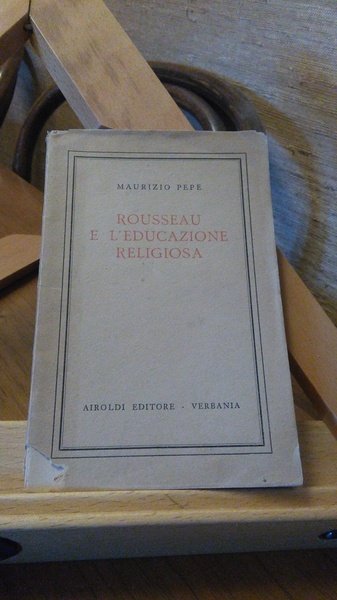 MAURIZIO PEPE
ROUSSEAU
E L'EDUCAZIONE
RELIGIOSA
AIROLDI EDITORE - VERBANIA